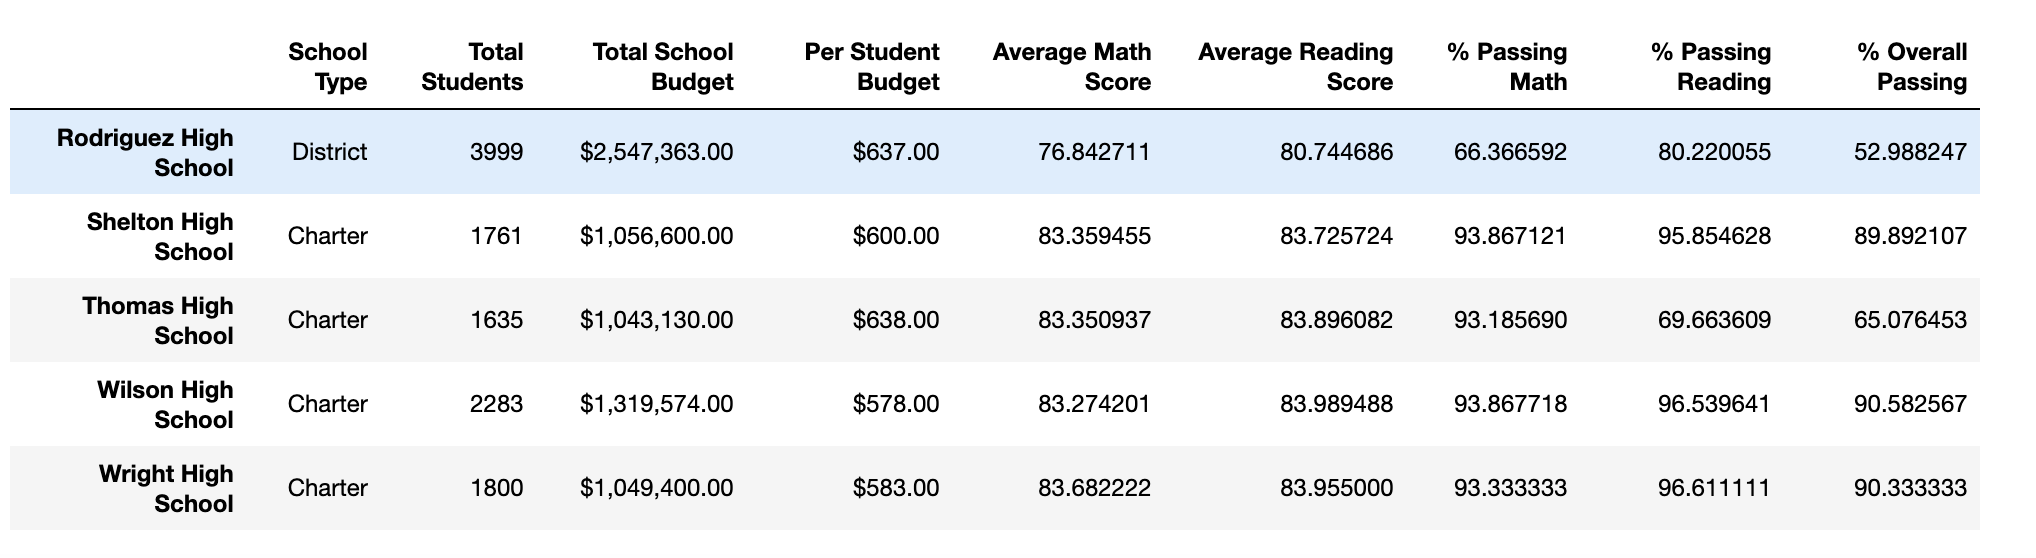 School Type Total Students Total School Budget Per Student Budget Average Math Score Average Reading Score % Passing Math % Passing Reading % Overall Passing
Rodriguez High School District 3999 $2,547,363.00 $637.00 76.842711 80.744686 66.366592 80.220055 52.988247
Shelton High School Charter 1761 $1,056,600.00 $600.00 83.359455 83.725724 93.867121 95.854628 89.892107
Thomas High School Charter 1635 $1,043,130.00 $638.00 83.350937 83.896082 93.185690 69.663609 65.076453
Wilson High School Charter 2283 $1,319,574.00 $578.00 83.274201 83.989488 93.867718 96.539641 90.582567
Wright High School Charter 1800 $1,049,400.00 $583.00 83.682222 83.955000 93.333333 96.611111 90.333333